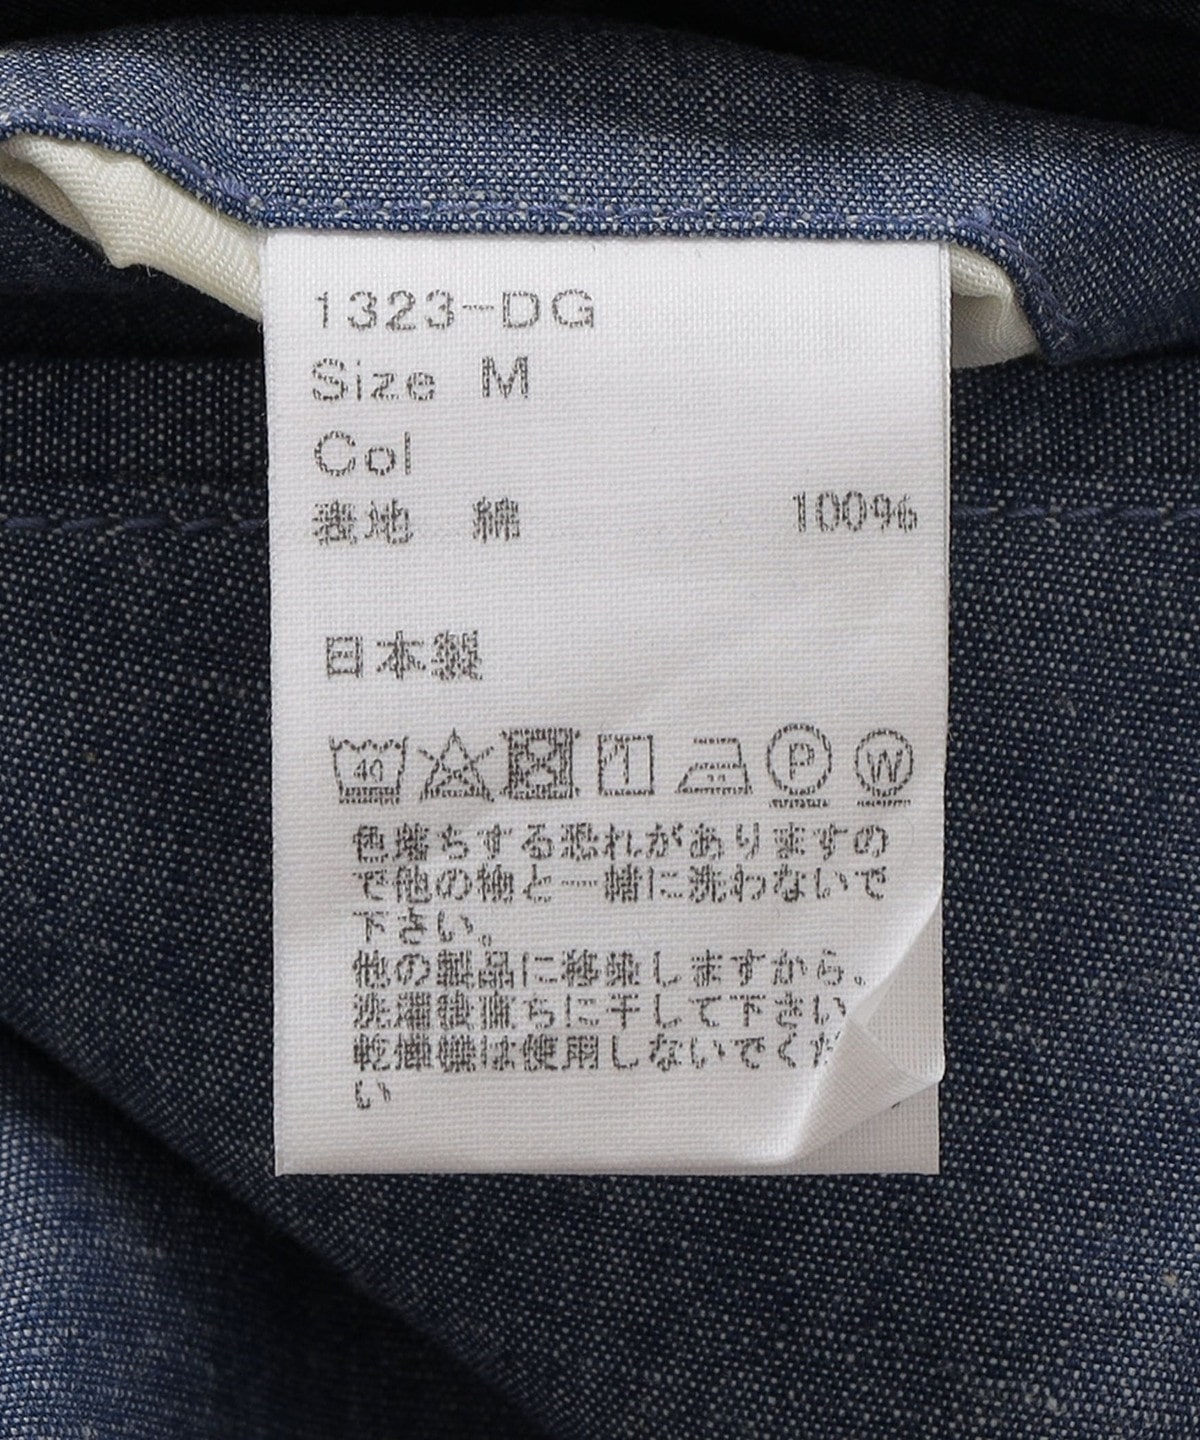 1323-DG
Size M
Col
表地 綿 100%
日本製
40 P W
色落ちする恐れがありますの
で他の物と一緒に洗わないで
下さい。
他の製品に移染しますから、
洗濯後直ちに干して下さい
乾燥機は使用しないでくだ
い